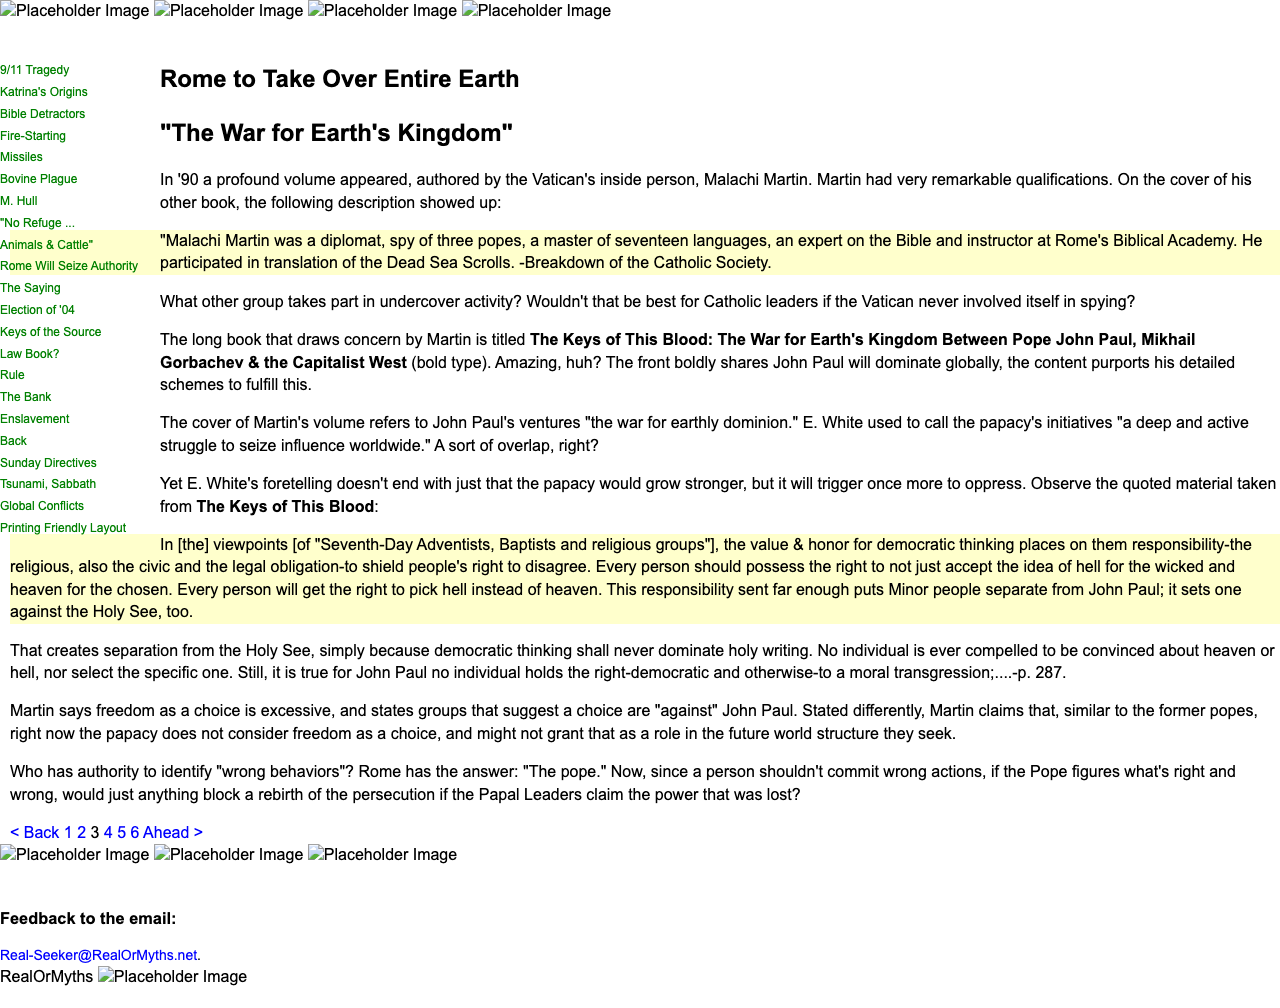 Placeholder Image Placeholder Image Placeholder Image Placeholder Image
9/11 Tragedy
Katrina's Origins
Bible Detractors
Fire-Starting
Missiles
Bovine Plague
M. Hull
"No Refuge ...
Animals & Cattle"
Rome Will Seize Authority
The Saying
Election of '04
Keys of the Source
Law Book?
Rule
The Bank
Enslavement
Back
Sunday Directives
Tsunami, Sabbath
Global Conflicts
Printing Friendly Layout
Rome to Take Over Entire Earth
"The War for Earth's Kingdom"
In '90 a profound volume appeared, authored by the Vatican's inside person, Malachi Martin. Martin had very remarkable qualifications. On the cover of his
other book, the following description showed up:
"Malachi Martin was a diplomat, spy of three popes, a master of seventeen languages, an expert on the Bible and instructor at Rome's Biblical Academy. He
participated in translation of the Dead Sea Scrolls. -Breakdown of the Catholic Society.
What other group takes part in undercover activity? Wouldn't that be best for Catholic leaders if the Vatican never involved itself in spying?
The long book that draws concern by Martin is titled The Keys of This Blood: The War for Earth's Kingdom Between Pope John Paul, Mikhail
Gorbachev & the Capitalist West (bold type). Amazing, huh? The front boldly shares John Paul will dominate globally, the content purports his detailed
schemes to fulfill this.
The cover of Martin's volume refers to John Paul's ventures "the war for earthly dominion." E. White used to call the papacy's initiatives "a deep and active
struggle to seize influence worldwide." A sort of overlap, right?
Yet E. White's foretelling doesn't end with just that the papacy would grow stronger, but it will trigger once more to oppress. Observe the quoted material taken
from The Keys of This Blood:
In [the] viewpoints [of "Seventh-Day Adventists, Baptists and religious groups"], the value & honor for democratic thinking places on them responsibility-the
religious, also the civic and the legal obligation-to shield people's right to disagree. Every person should possess the right to not just accept the idea of hell for the wicked and
heaven for the chosen. Every person will get the right to pick hell instead of heaven. This responsibility sent far enough puts Minor people separate from John Paul; it sets one
against the Holy See, too.
That creates separation from the Holy See, simply because democratic thinking shall never dominate holy writing. No individual is ever compelled to be convinced about heaven or
hell, nor select the specific one. Still, it is true for John Paul no individual holds the right-democratic and otherwise-to a moral transgression;....-p. 287.
Martin says freedom as a choice is excessive, and states groups that suggest a choice are "against" John Paul. Stated differently, Martin claims that, similar to the former popes,
right now the papacy does not consider freedom as a choice, and might not grant that as a role in the future world structure they seek.
Who has authority to identify "wrong behaviors"? Rome has the answer: "The pope." Now, since a person shouldn't commit wrong actions, if the Pope figures what's right and
wrong, would just anything block a rebirth of the persecution if the Papal Leaders claim the power that was lost?
< Back 1 2 3 4 5 6 Ahead >
Placeholder Image Placeholder Image Placeholder Image
Feedback to the email:
Real-Seeker@RealOrMyths.net.
RealOrMyths Placeholder Image